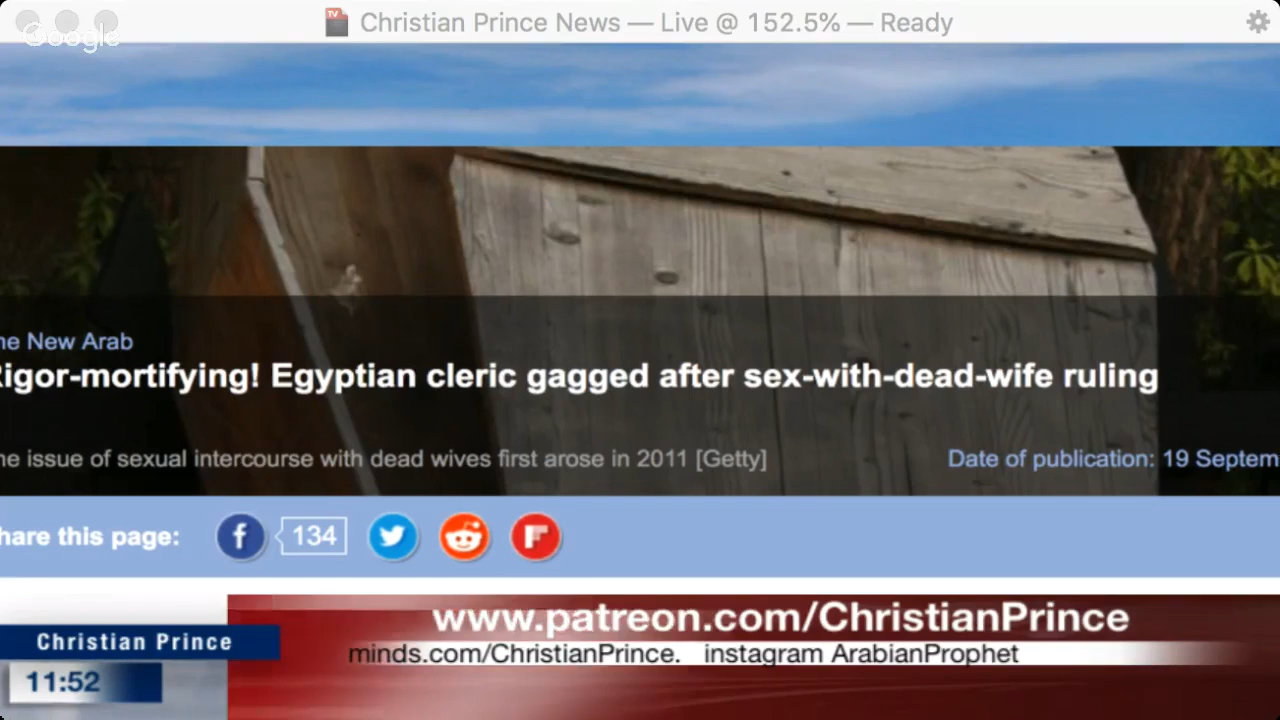 Google
TV
Christian Prince News — Live @ 152.5% — Ready
he New Arab
Rigor-mortifying! Egyptian cleric gagged after sex-with-dead-wife ruling
he issue of sexual intercourse with dead wives first arose in 2011 [Getty]
Date of publication: 19 Septem
hare this page:
f
134
www.patreon.com/ChristianPrince
Christian Prince
minds.com/ChristianPrince. instagram ArabianProphet
11:52